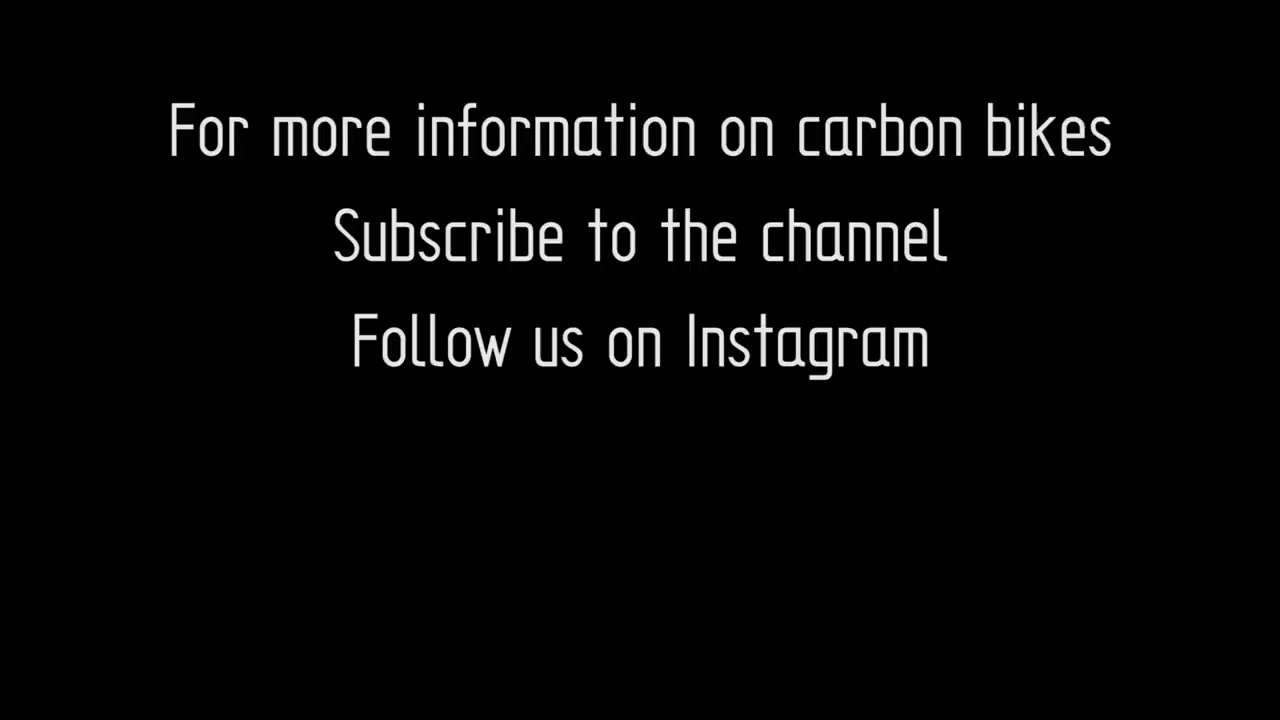 For more information on carbon bikes
Subscribe to the channel
Follow us on Instagram